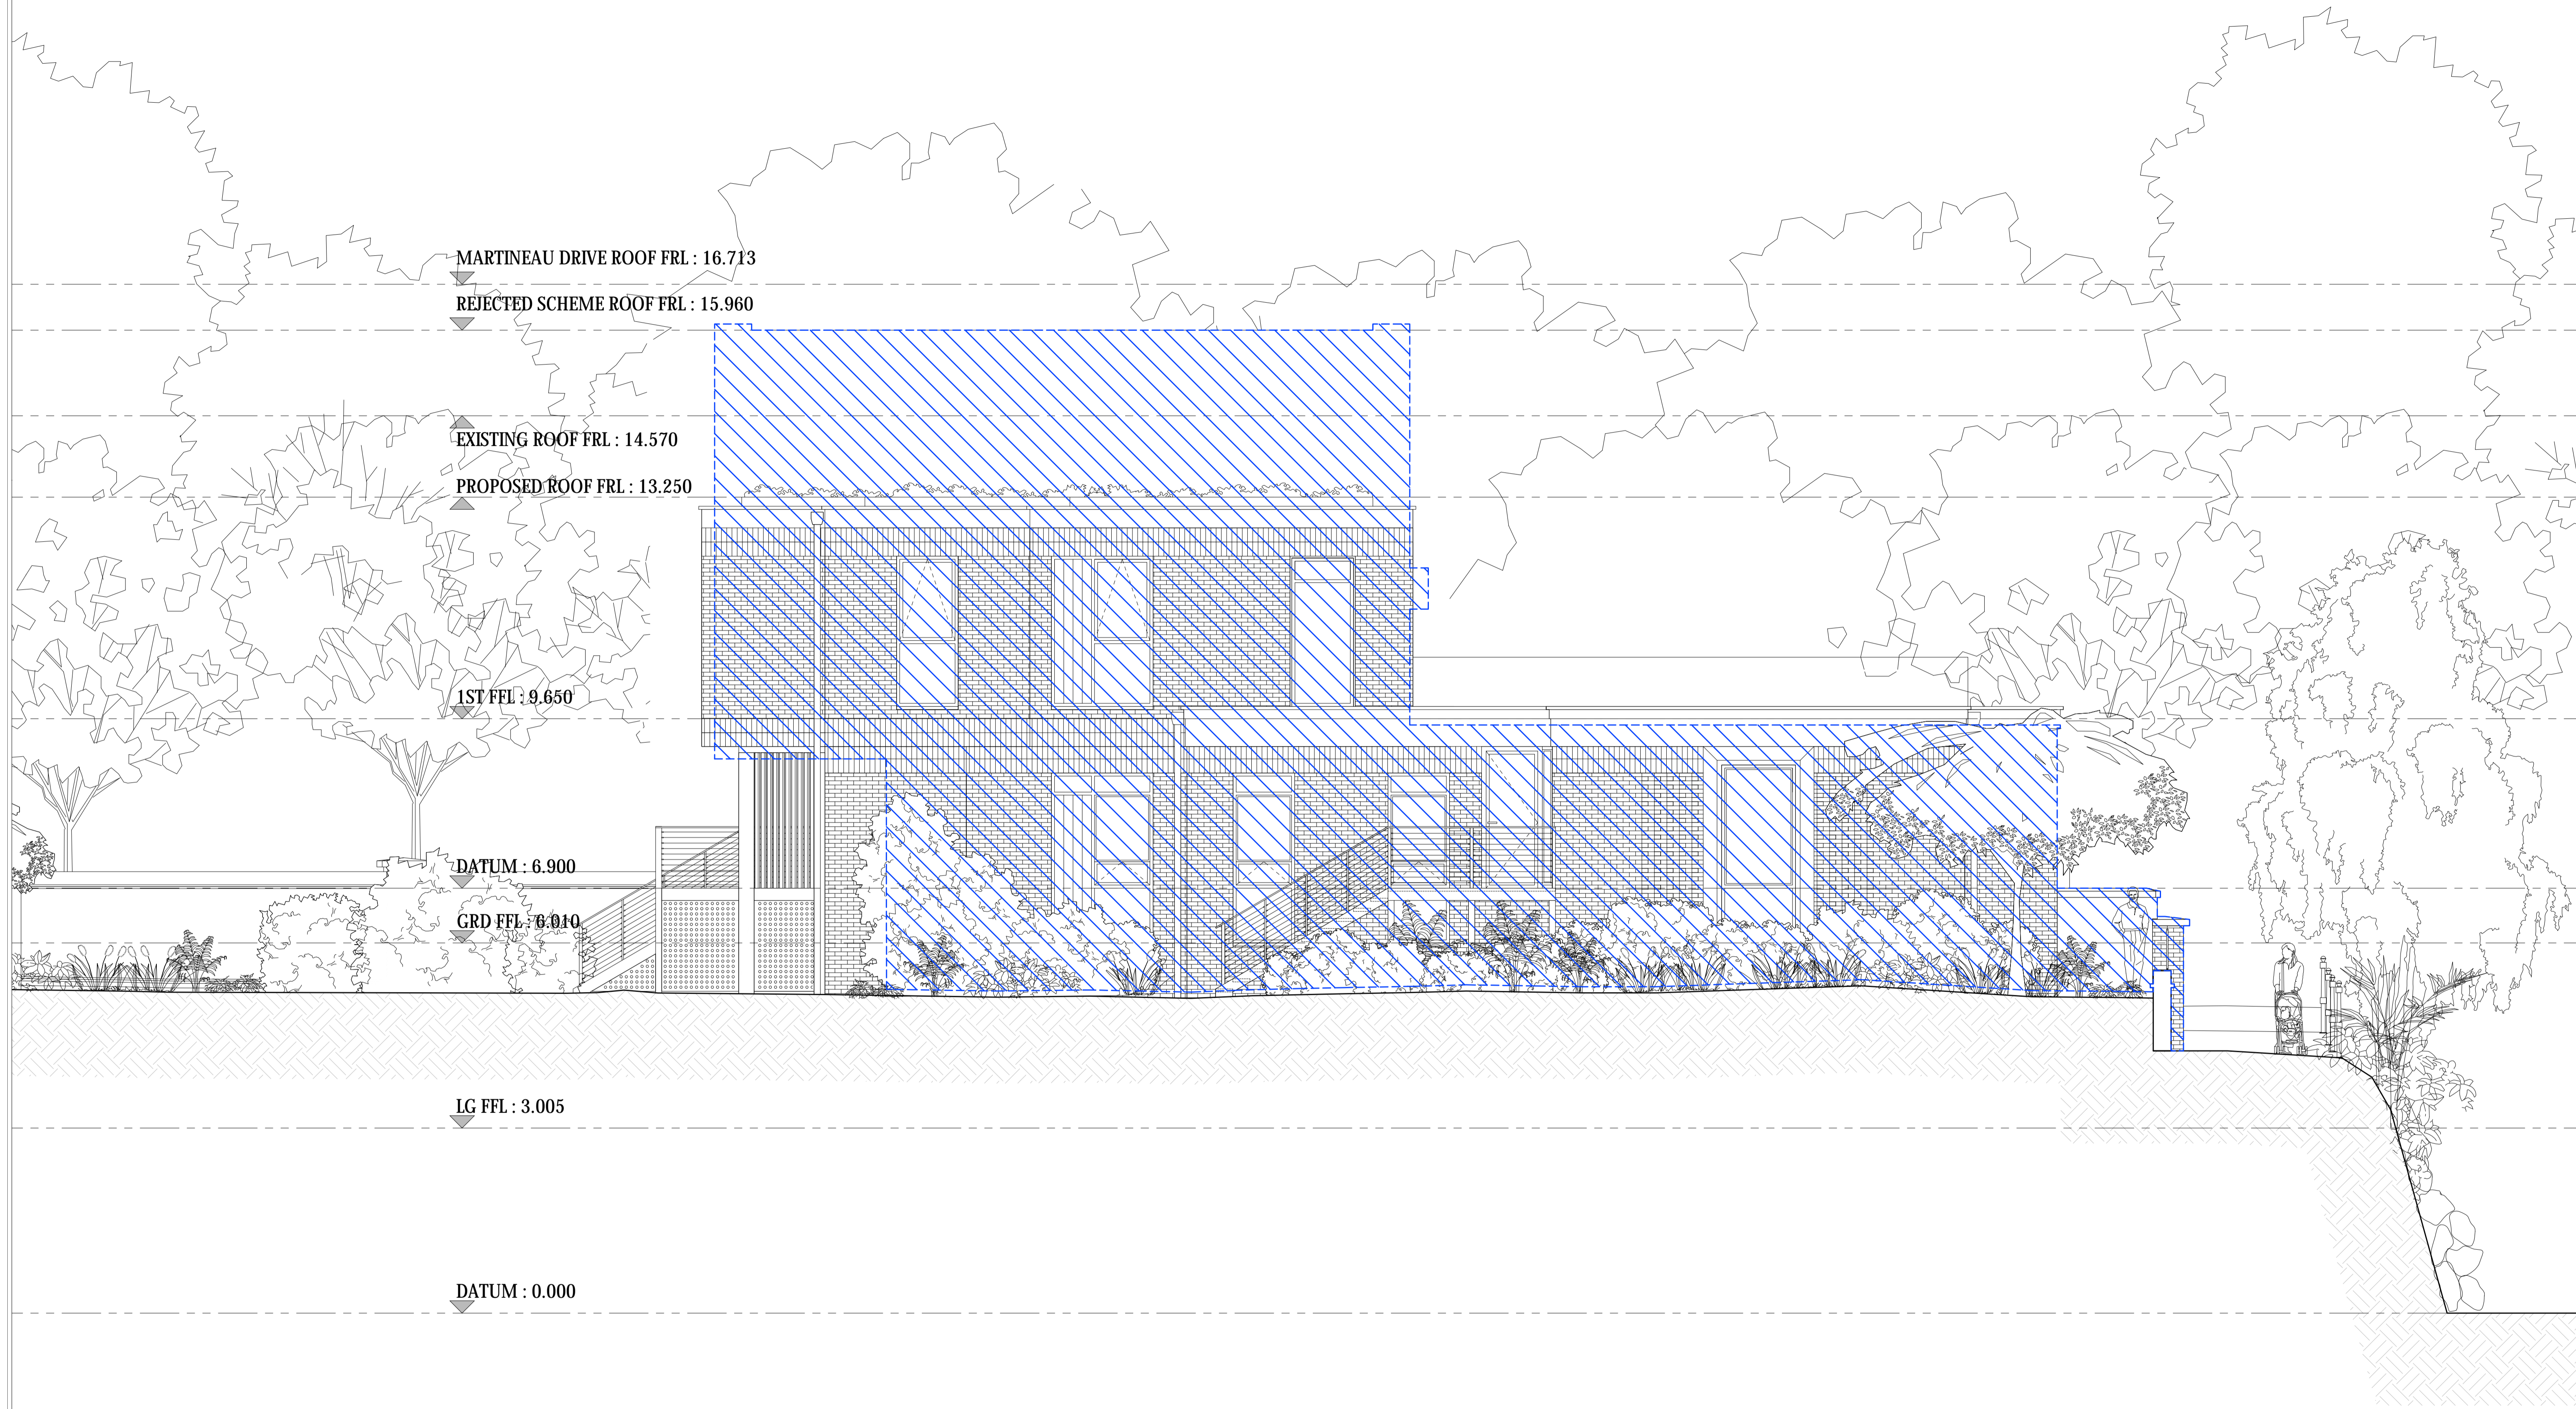 MARTINEAU DRIVE ROOF FRL : 16.713
REJECTED SCHEME ROOF FRL : 15.960
EXISTING ROOF FRL : 14.570
PROPOSED ROOF FRL : 13.250
1ST FFL : 9.650
DATUM : 6.900
GRD FFL : 6.010
LG FFL : 3.005
DATUM : 0.000